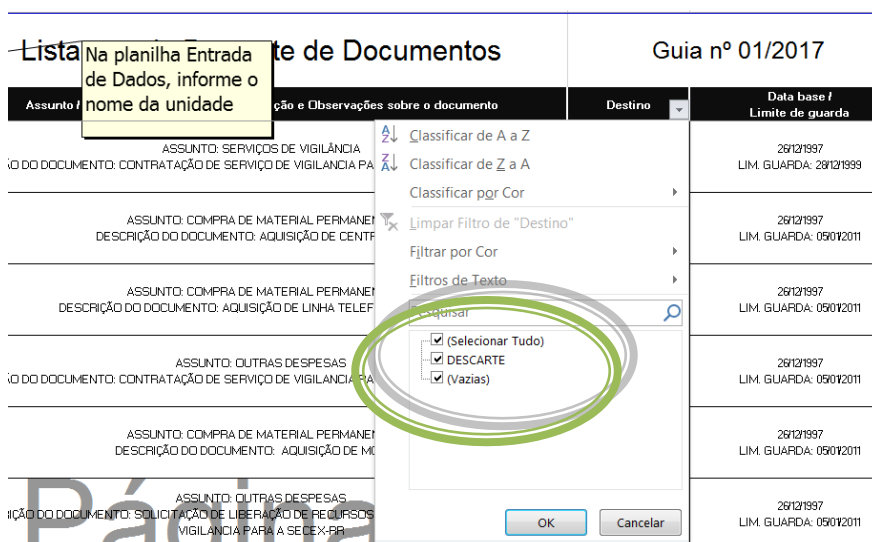 Lista
te de Documentos
Guia nº 01/2017
Na planilha Entrada
de Dados, informe o
nome da unidade
Assunto /
ção e Observações sobre o documento
Destino
Data base /
Limite de guarda
ASSUNTO: SERVIÇOS DE VIGILÂNCIA
ÃO DO DOCUMENTO: CONTRATAÇÃO DE SERVIÇO DE VIGILANCIA PA
26/12/1997
LIM. GUARDA: 28/12/1999
ASSUNTO: COMPRA DE MATERIAL PERMANE
DESCRIÇÃO DO DOCUMENTO: AQUISIÇÃO DE CENT
26/12/1997
LIM. GUARDA: 05/01/2011
ASSUNTO: COMPRA DE MATERIAL PERMANE
DESCRIÇÃO DO DOCUMENTO: AQUISIÇÃO DE LINHA TELEF
26/12/1997
LIM. GUARDA: 05/01/2011
ASSUNTO: OUTRAS DESPESAS
ÃO DO DOCUMENTO: CONTRATAÇÃO DE SERVIÇO DE VIGILANCIA PA
26/12/1997
LIM. GUARDA: 05/01/2011
ASSUNTO: COMPRA DE MATERIAL PERMANE
DESCRIÇÃO DO DOCUMENTO: AQUISIÇÃO DE MO
26/12/1997
LIM. GUARDA: 05/01/2011
Página
ASSUNTO: OUTRAS DESPESAS
IÇÃO DO DOCUMENTO: SOLICITAÇÃO DE LIBERAÇÃO DE RECURSOS
VIGILANCIA PARA A SECEX-RR
26/12/1997
LIM. GUARDA: 05/01/2011
Classificar de A a Z
Classificar de Z a A
Classificar por Cor
Limpar Filtro de "Destino"
Filtrar por Cor
Filtros de Texto
Pesquisar
(Selecionar Tudo)
DESCARTE
(Vazias)
OK
Cancelar